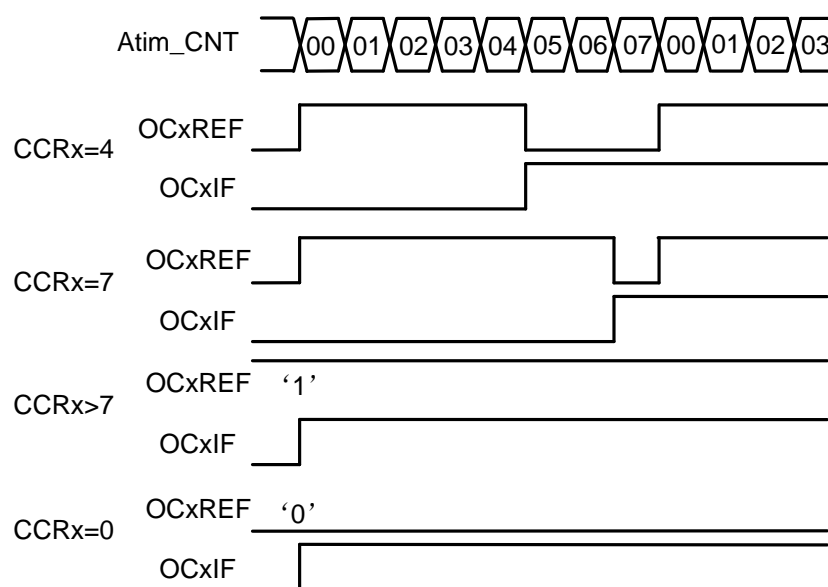 Atim_CNT 00 01 02 03 04 05 06 07 00 01 02 03
CCRx=4
OCxREF
OCxIF
CCRx=7
OCxREF
OCxIF
CCRx>7
OCxREF ‘1’
OCxIF
CCRx=0
OCxREF ‘0’
OCxIF